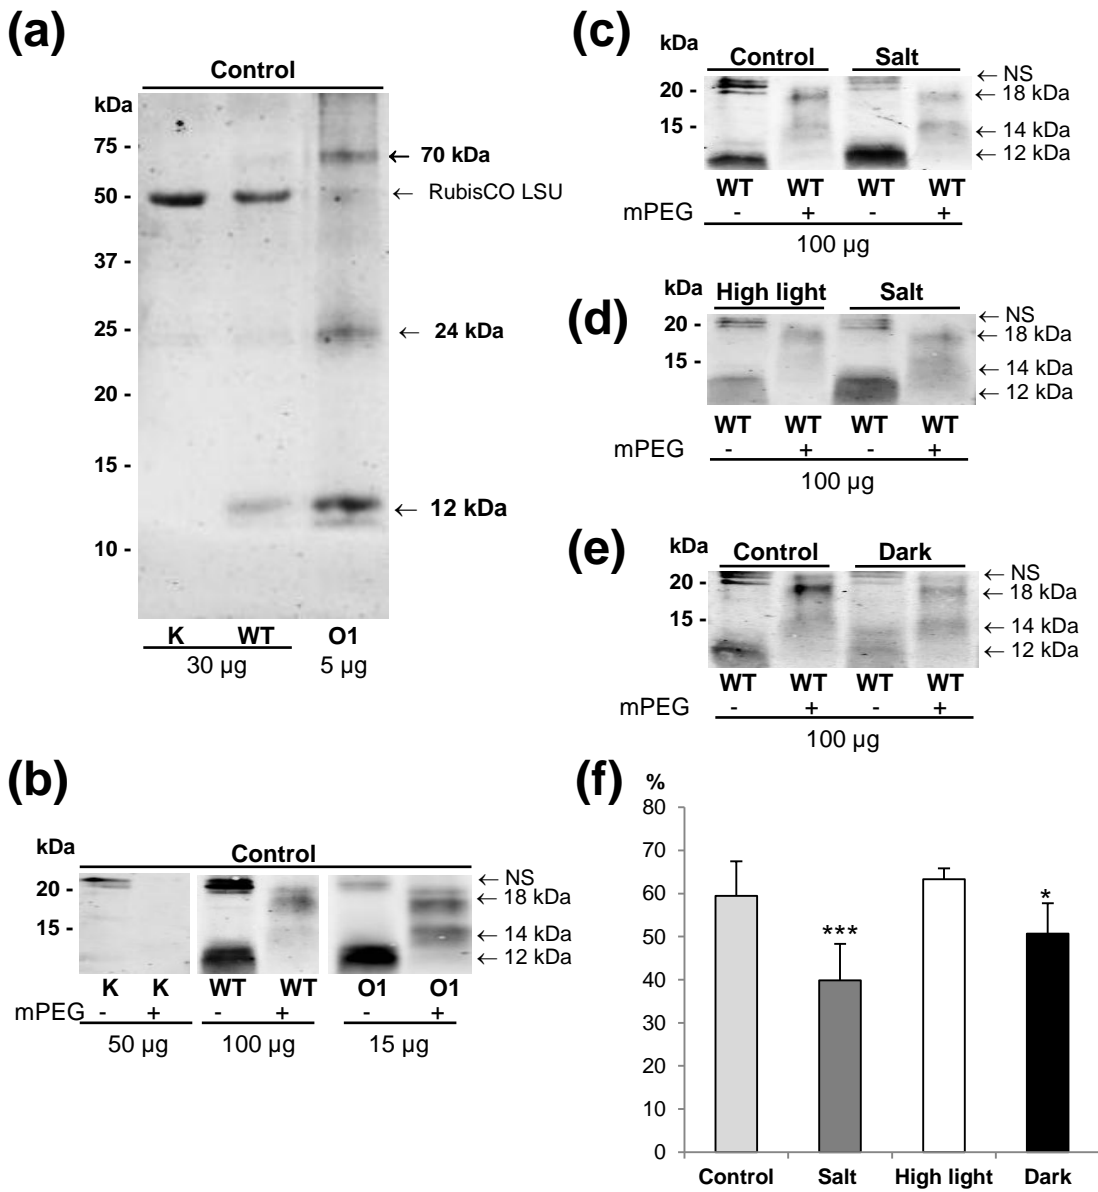 (a)
Control
kDa
75 -
50 -
37 -
25 -
20 -
15 -
10 -
← 70 kDa
← RubisCO LSU
← 24 kDa
← 12 kDa
K WT O1
30 µg 5 µg
(b)
kDa
Control
20 -
15 -
← NS
← 18 kDa
← 14 kDa
← 12 kDa
K K WT WT O1 O1
mPEG - + - + - +
50 µg 100 µg 15 µg
(c)
kDa
Control Salt
20 -
15 -
← NS
← 18 kDa
← 14 kDa
← 12 kDa
WT WT WT WT
mPEG - + - +
100 µg
(d)
kDa
High light Salt
20 -
15 -
← NS
← 18 kDa
← 14 kDa
← 12 kDa
WT WT WT WT
mPEG - + - +
100 µg
(e)
kDa
Control Dark
20 -
15 -
← NS
← 18 kDa
← 14 kDa
← 12 kDa
WT WT WT WT
mPEG - + - +
100 µg
(f)
%
80
70
60
50
40
30
20
10
0
***
*
Control Salt High light Dark